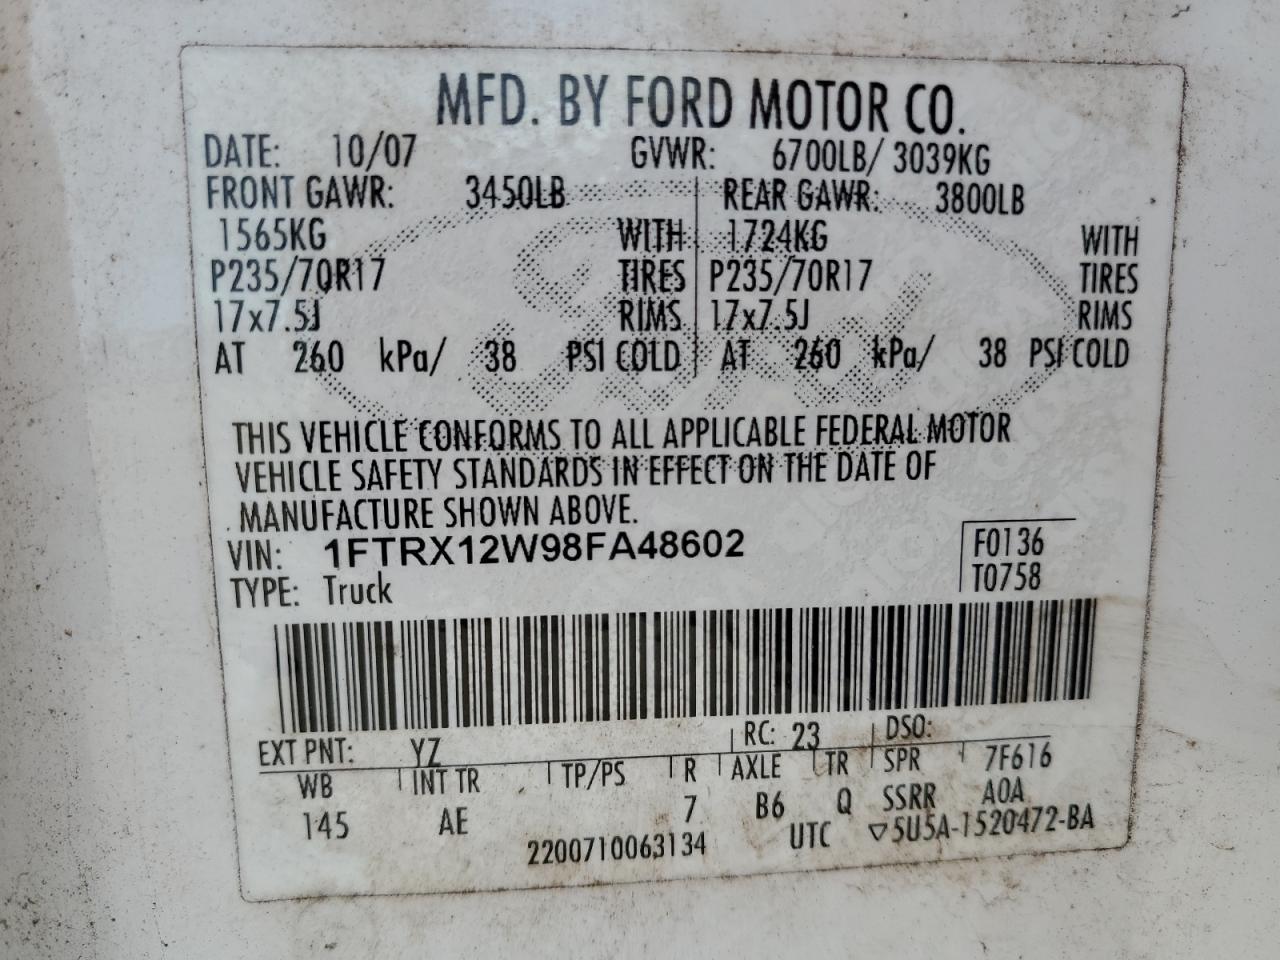 MFD. BY FORD MOTOR CO.
DATE: 10/07 GVWR: 6700LB/ 3039KG
FRONT GAWR: 3450LB REAR GAWR: 3800LB
1565KG WITH 1724KG WITH
P235/70R17 TIRES P235/70R17 TIRES
17x7.5J RIMS 17x7.5J RIMS
AT 260 kPa/ 38 PSI COLD AT 260 kPa/ 38 PSI COLD
THIS VEHICLE CONFORMS TO ALL APPLICABLE FEDERAL MOTOR
VEHICLE SAFETY STANDARDS IN EFFECT ON THE DATE OF
MANUFACTURE SHOWN ABOVE.
VIN: 1FTRX12W98FA48602 F0136
TYPE: Truck T0758
EXT PNT: YZ RC: 23 DSO:
WB INT TR TP/PS R AXLE TR SPR 7F616
145 AE 7 B6 Q SSRR A0A
2200710063134 UTC ▽5U5A-1520472-BA